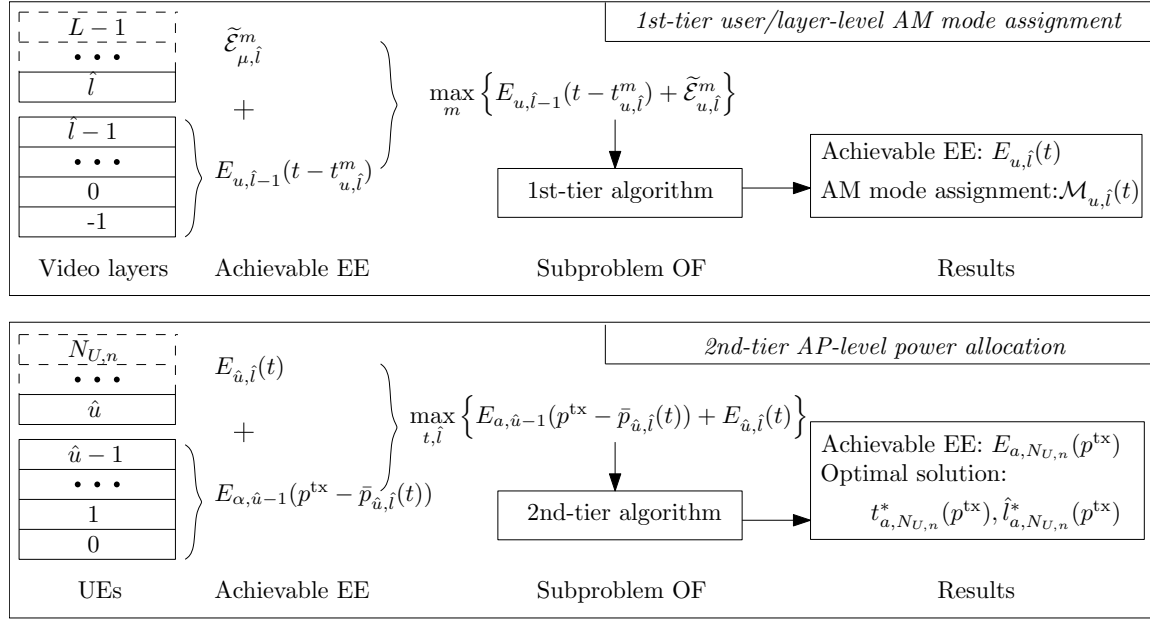 1st-tier user/layer-level AM mode assignment
L − 1
• • •
l̂
l̂ − 1
• • •
0
-1
Video layers
ℰ̃^m_{μ,l̂}
+
E_{u,l̂−1}(t − t^m_{u,l̂})
Achievable EE
max_m {E_{u,l̂−1}(t − t^m_{u,l̂}) + ℰ̃^m_{u,l̂}}
1st-tier algorithm
Subproblem OF
Achievable EE: E_{u,l̂}(t)
AM mode assignment:ℳ_{u,l̂}(t)
Results
2nd-tier AP-level power allocation
N_{U,n}
• • •
û
û − 1
• • •
1
0
UEs
E_{û,l̂}(t)
+
E_{α,û−1}(p^{tx} − p̄_{û,l̂}(t))
Achievable EE
max_{t,l̂} {E_{a,û−1}(p^{tx} − p̄_{û,l̂}(t)) + E_{û,l̂}(t)}
2nd-tier algorithm
Subproblem OF
Achievable EE: E_{a,N_{U,n}}(p^{tx})
Optimal solution:
t^*_{a,N_{U,n}}(p^{tx}), l̂^*_{a,N_{U,n}}(p^{tx})
Results